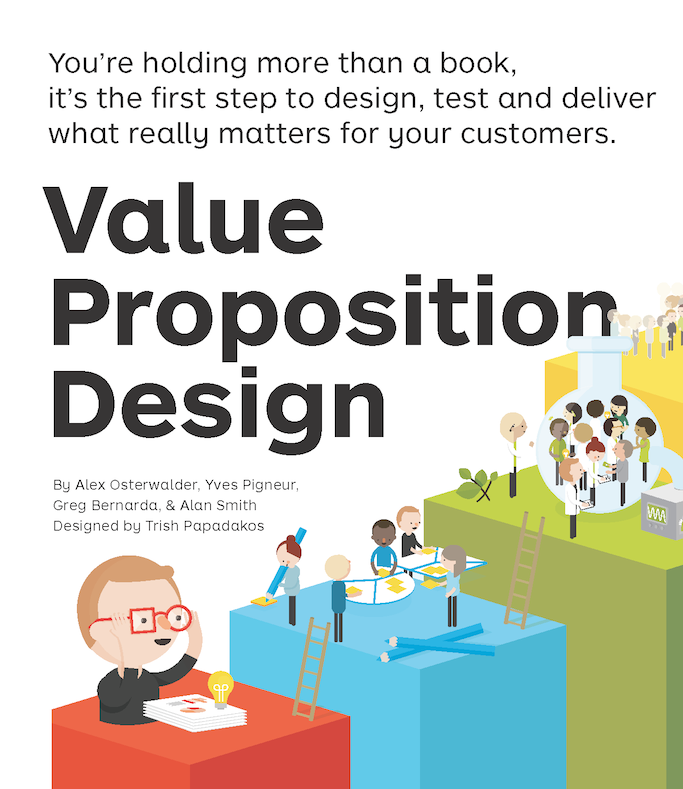 You're holding more than a book,
it's the first step to design, test and deliver
what really matters for your customers.
Value
Proposition
Design
By Alex Osterwalder, Yves Pigneur,
Greg Bernarda, & Alan Smith
Designed by Trish Papadakos